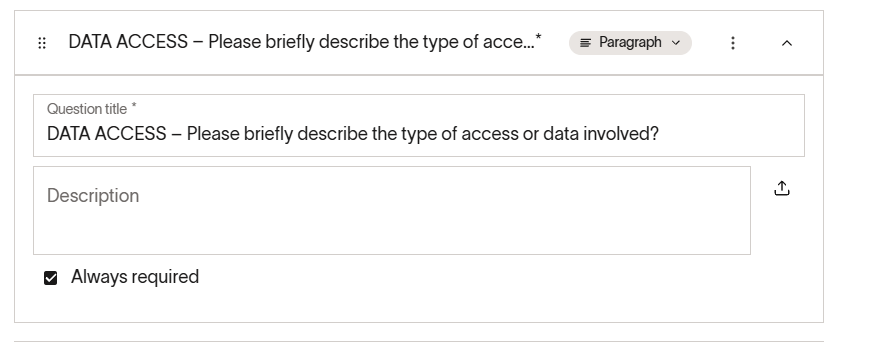 DATA ACCESS – Please briefly describe the type of acce...*
Paragraph
Question title *
DATA ACCESS – Please briefly describe the type of access or data involved?
Description
Always required